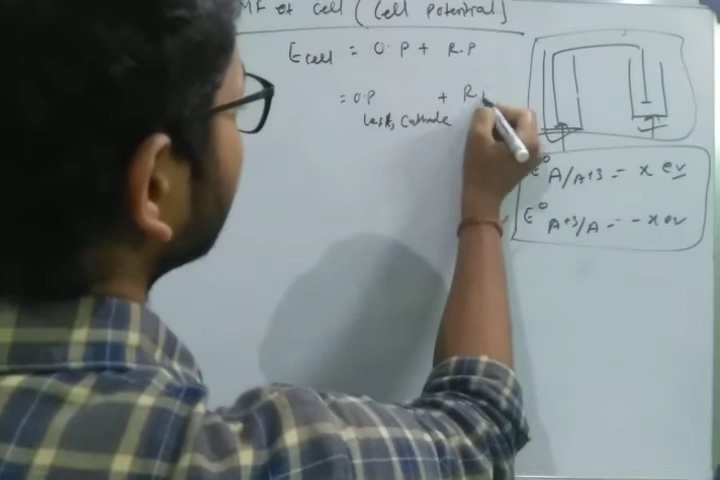 MF of Cell (Cell Potential)
Ecell = O.P + R.P
= O.P + R
Left, Cathode
E° A/A+3 = x ev
E° A+3/A = -x ev